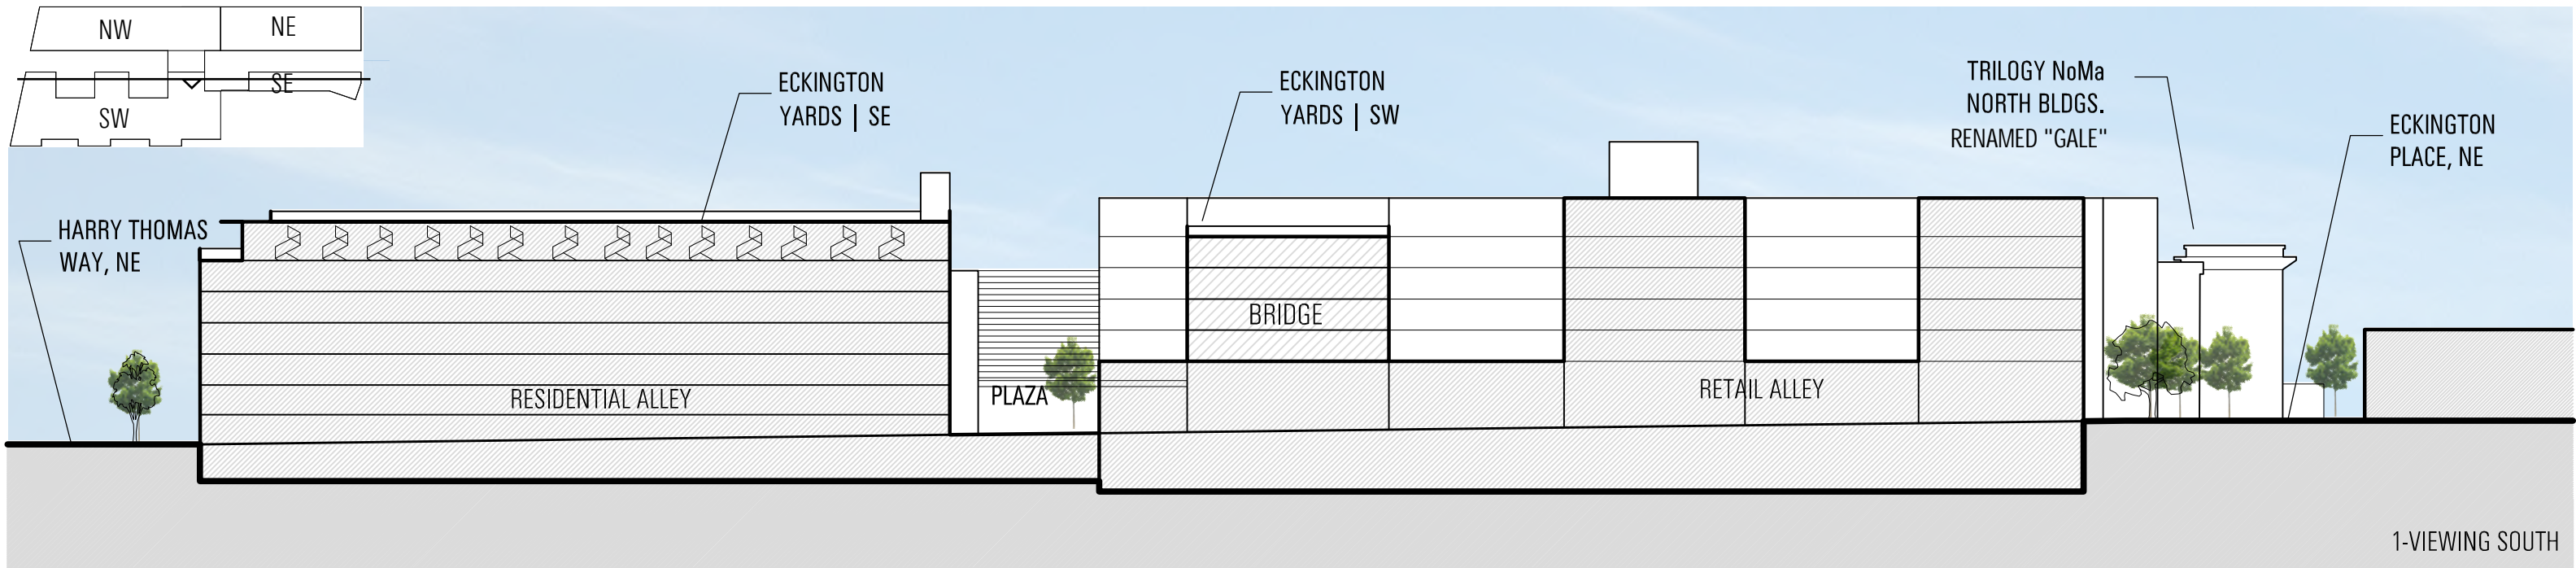 NW
NE
SE
SW
ECKINGTON
YARDS | SE
ECKINGTON
YARDS | SW
TRILOGY NoMa
NORTH BLDGS.
RENAMED "GALE"
ECKINGTON
PLACE, NE
HARRY THOMAS
WAY, NE
BRIDGE
RESIDENTIAL ALLEY
PLAZA
RETAIL ALLEY
1-VIEWING SOUTH